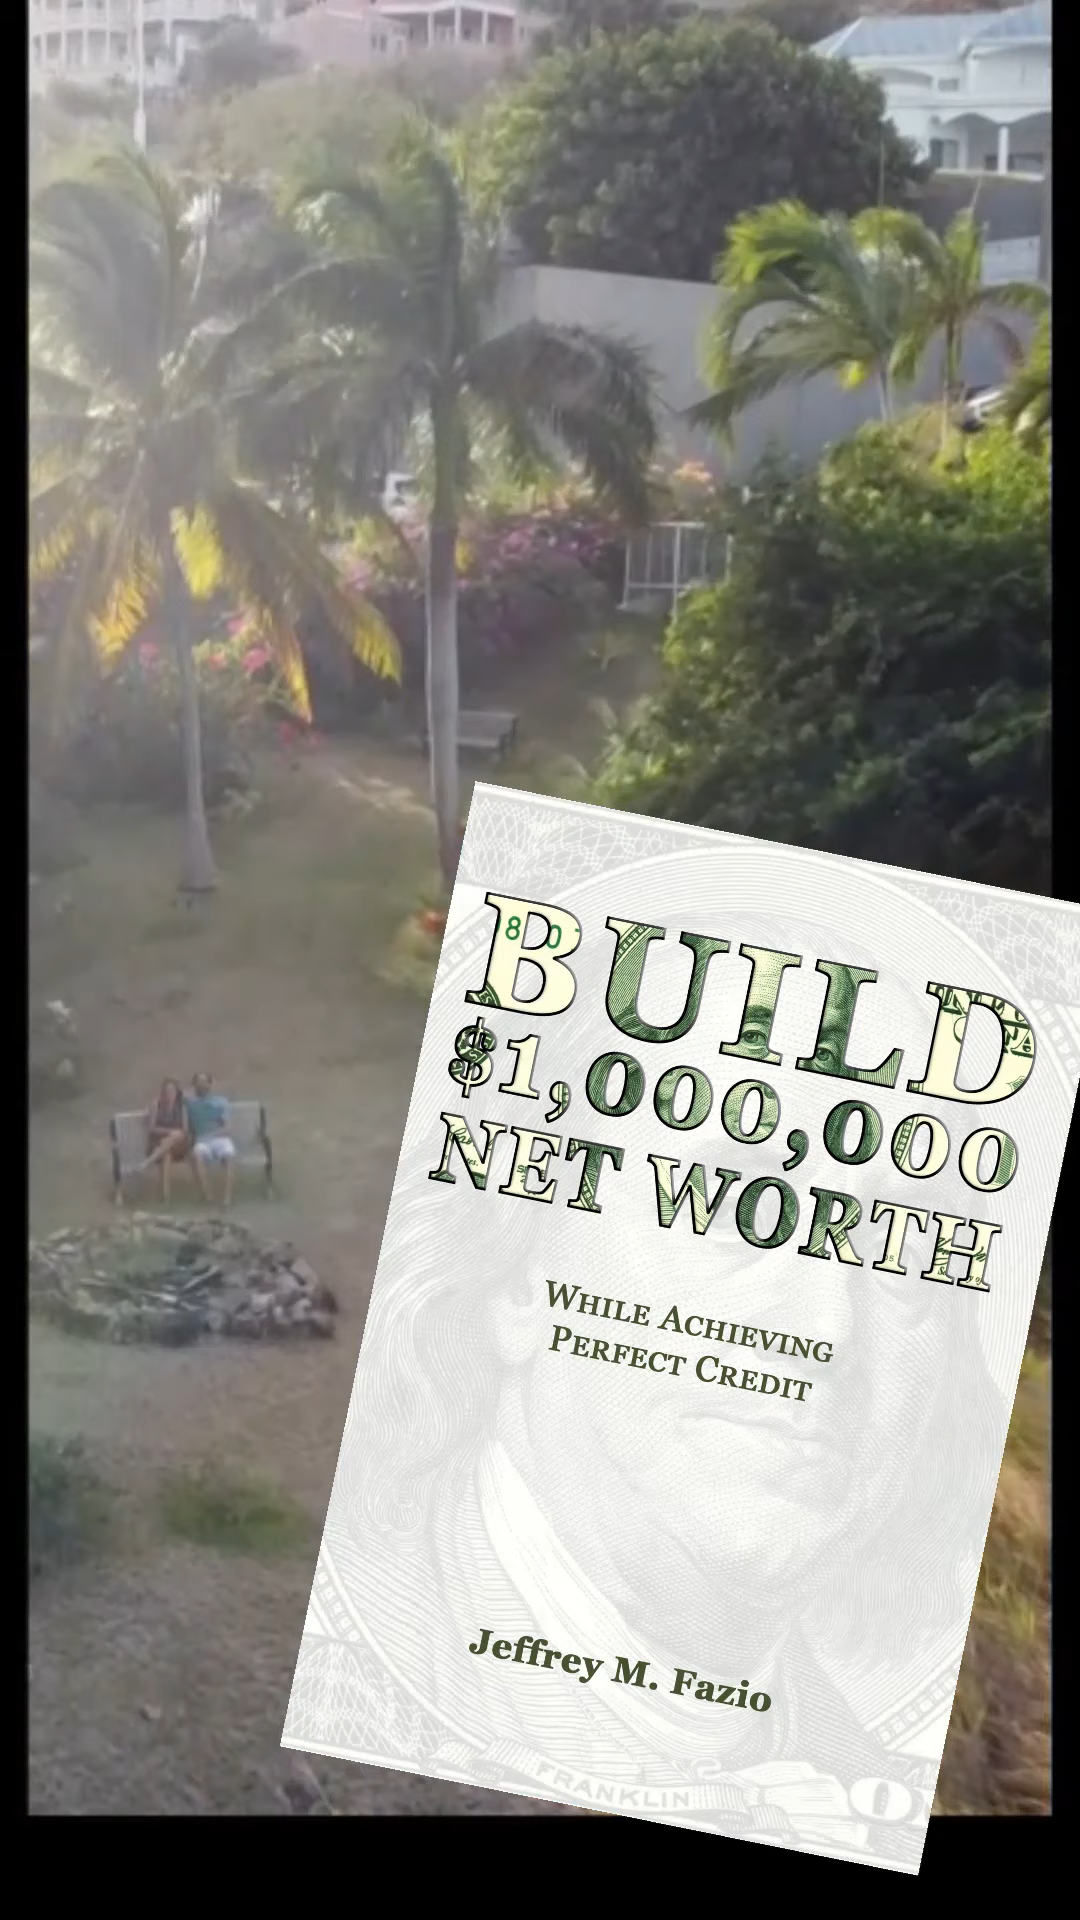 BUILD
$1,000,000
NET WORTH
WHILE ACHIEVING
PERFECT CREDIT
Jeffrey M. Fazio
FRANKLIN